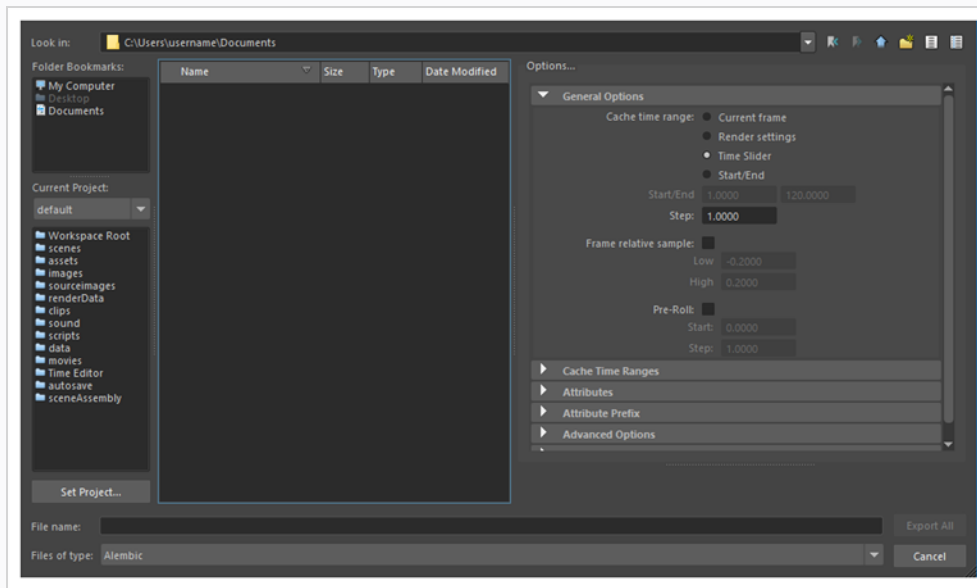 Look in:
C:\Users\username\Documents
Folder Bookmarks:
My Computer
Desktop
Documents
Current Project:
default
Workspace Root
scenes
assets
images
sourceimages
renderData
clips
sound
scripts
data
movies
Time Editor
autosave
sceneAssembly
Set Project...
Name Size Type Date Modified
Options...
General Options
Cache time range: Current frame
Render settings
Time Slider
Start/End
Start/End 1.0000 120.0000
Step: 1.0000
Frame relative sample:
Low -0.2000
High 0.2000
Pre-Roll:
Start: 0.0000
Step: 1.0000
Cache Time Ranges
Attributes
Attribute Prefix
Advanced Options
File name:
Export All
Files of type: Alembic
Cancel